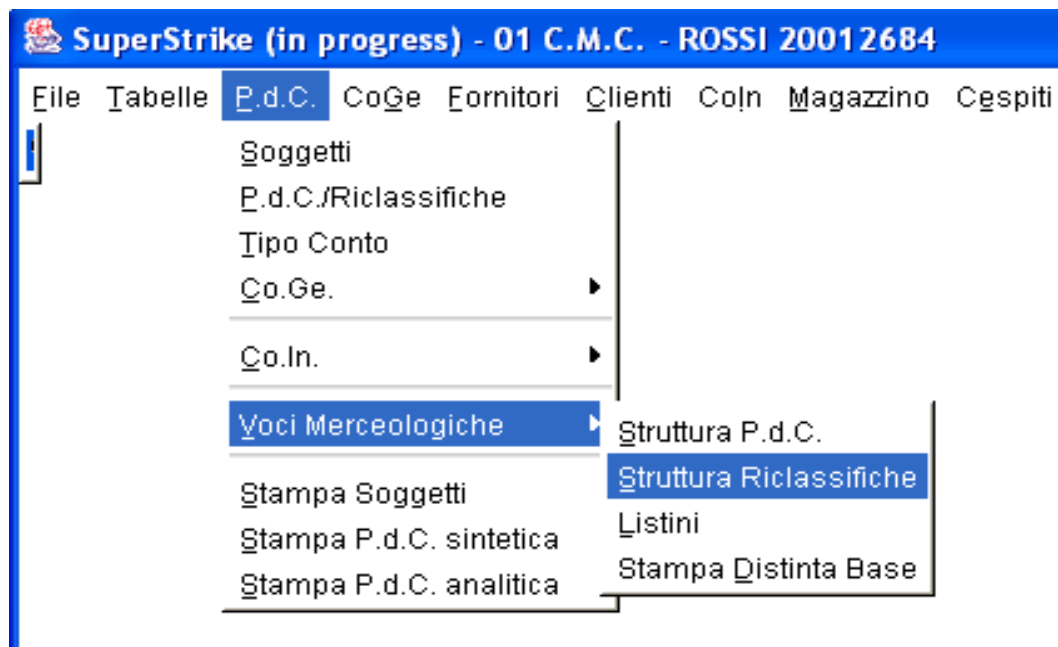 SuperStrike (in progress) - 01 C.M.C. - ROSSI 20012684
File Tabelle P.d.C. CoGe Fornitori Clienti CoIn Magazzino Cespiti
Soggetti
P.d.C./Riclassifiche
Tipo Conto
Co.Ge.
Co.In.
Voci Merceologiche
Struttura P.d.C.
Struttura Riclassifiche
Listini
Stampa Distinta Base
Stampa Soggetti
Stampa P.d.C. sintetica
Stampa P.d.C. analitica